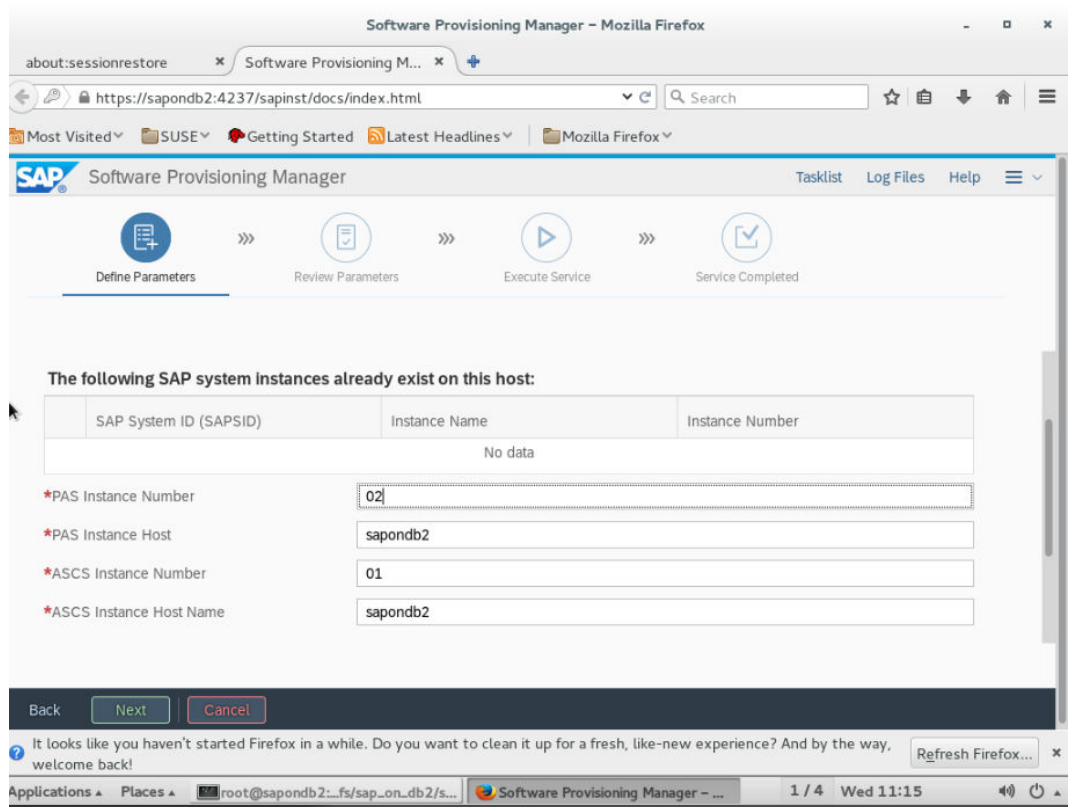 Software Provisioning Manager – Mozilla Firefox
about:sessionrestore
Software Provisioning M...
https://sapondb2:4237/sapinst/docs/index.html
Search
Most Visited
SUSE
Getting Started
Latest Headlines
Mozilla Firefox
SAP
Software Provisioning Manager
Tasklist
Log Files
Help
Define Parameters
Review Parameters
Execute Service
Service Completed
The following SAP system instances already exist on this host:
SAP System ID (SAPSID)
Instance Name
Instance Number
No data
*PAS Instance Number
02
*PAS Instance Host
sapondb2
*ASCS Instance Number
01
*ASCS Instance Host Name
sapondb2
Back
Next
Cancel
It looks like you haven't started Firefox in a while. Do you want to clean it up for a fresh, like-new experience? And by the way,
welcome back!
Refresh Firefox...
Applications
Places
root@sapondb2:...fs/sap_on_db2/s...
Software Provisioning Manager – ...
1 / 4
Wed 11:15